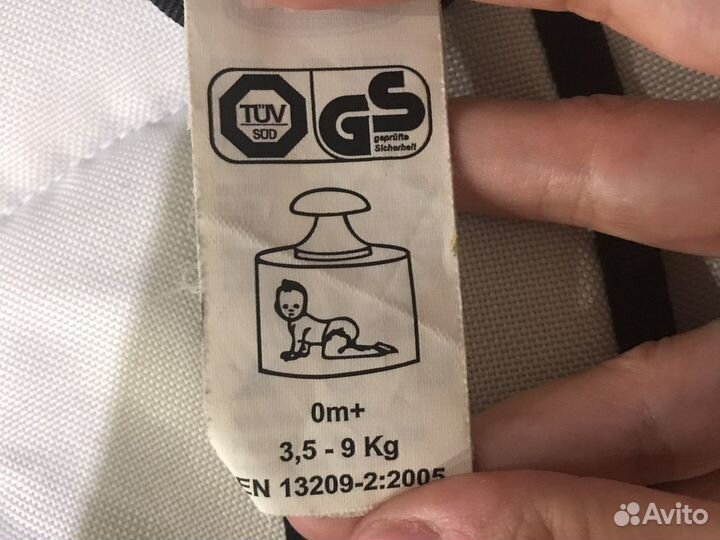 TÜV
SÜD
GS
geprüfte
Sicherheit
0m+
3,5 - 9 Kg
EN 13209-2:2005
Avito